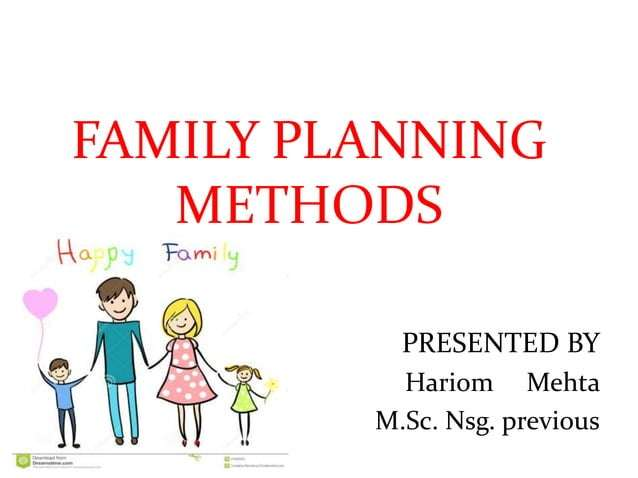 FAMILY PLANNING
METHODS
Happy Family
PRESENTED BY
Hariom Mehta
M.Sc. Nsg. previous
Download from
Dreamstime.com